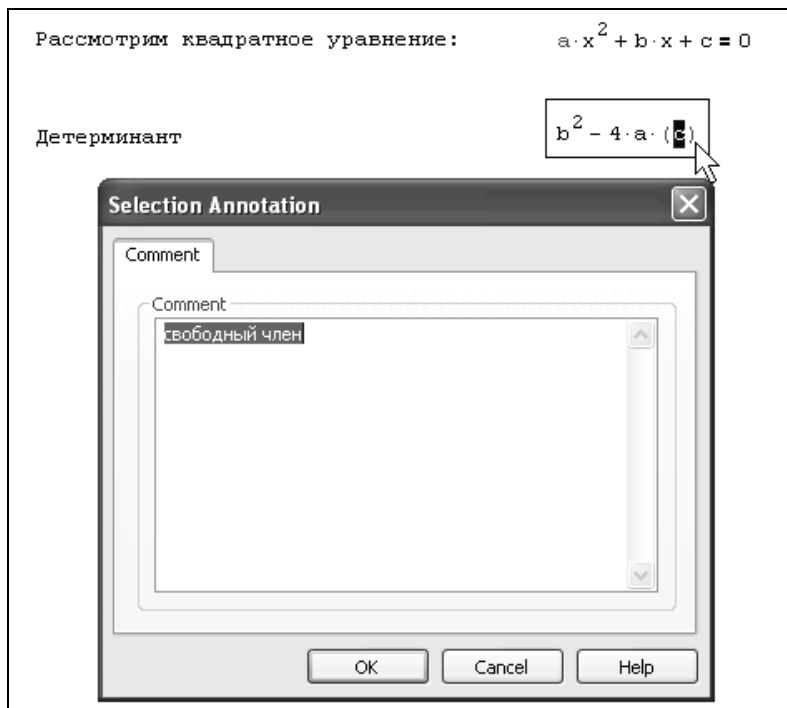 Рассмотрим квадратное уравнение: a·x² + b·x + c = 0
Детерминант b² − 4·a·(c)
Selection Annotation
Comment
Comment
свободный член
OK Cancel Help